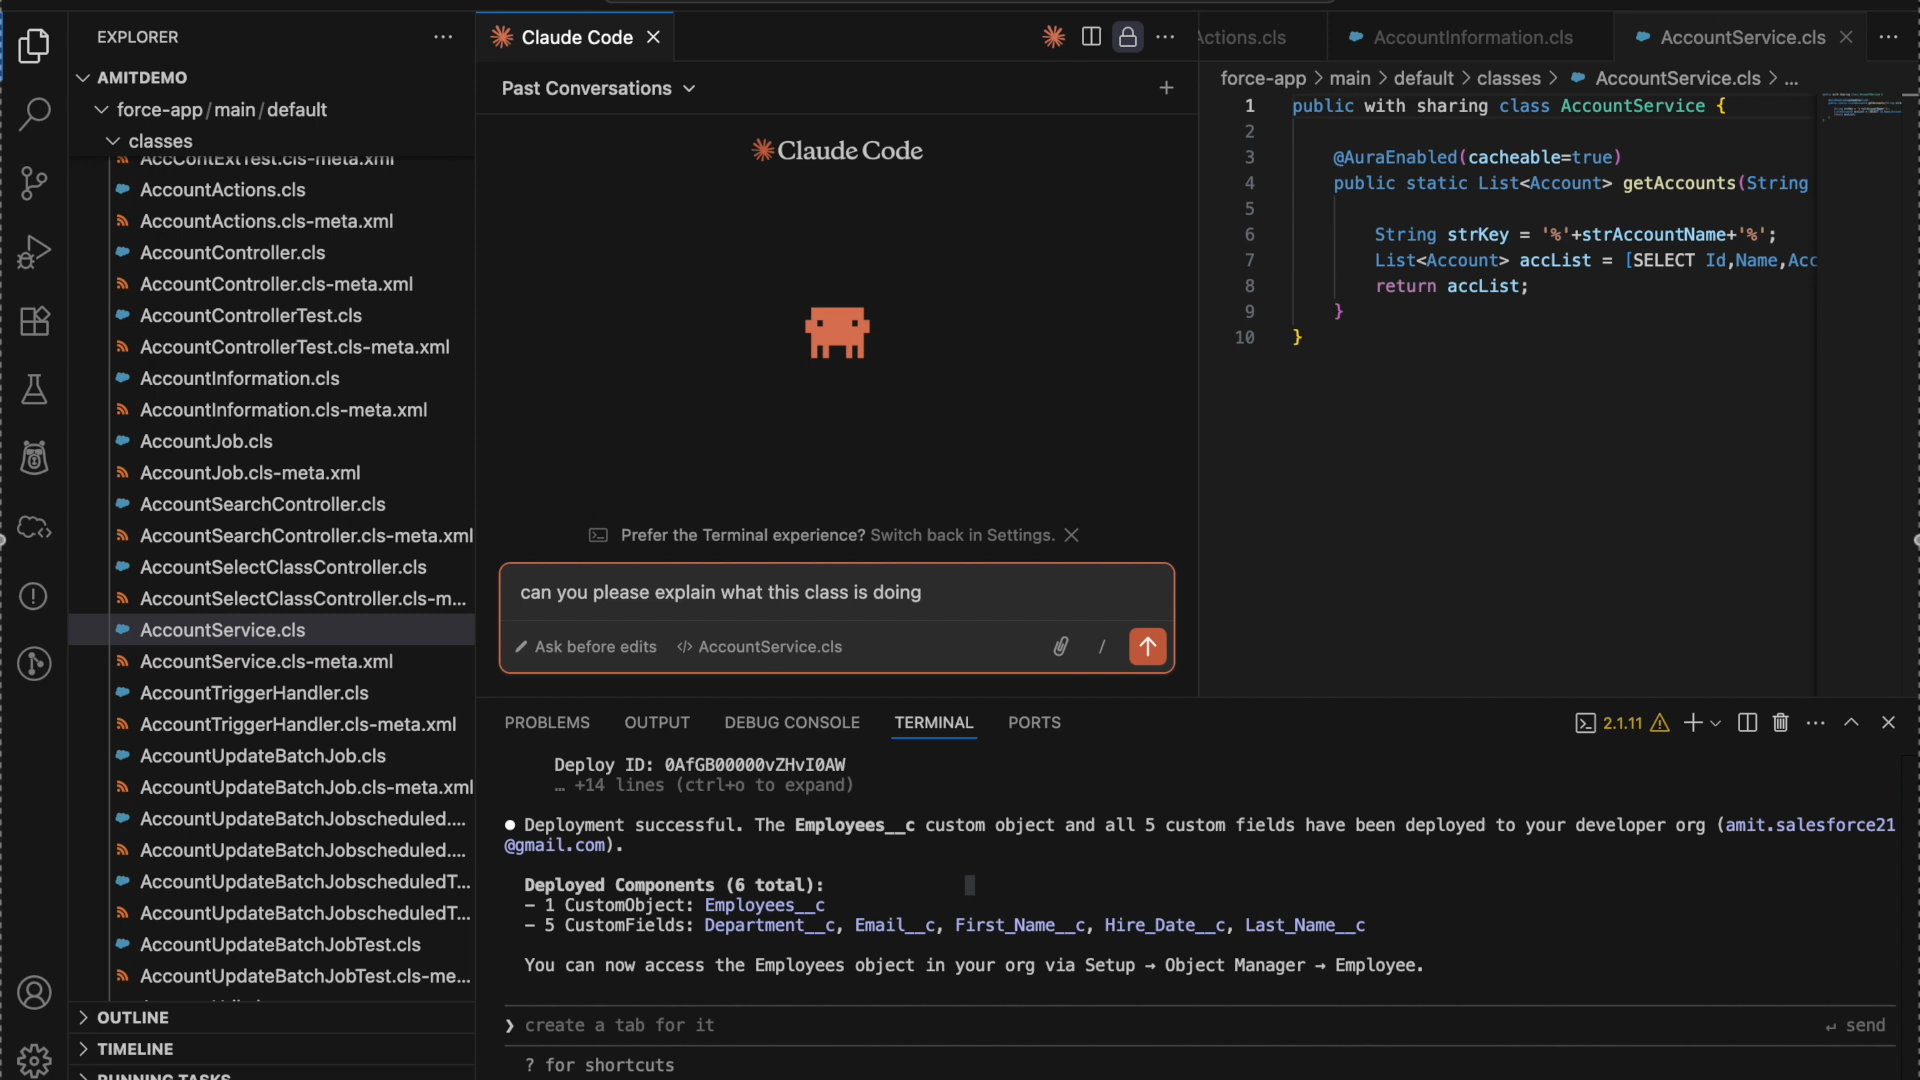 EXPLORER
AMITDEMO
force-app/main/default
classes
AccContExtTest.cls-meta.xml
AccountActions.cls
AccountActions.cls-meta.xml
AccountController.cls
AccountController.cls-meta.xml
AccountControllerTest.cls
AccountControllerTest.cls-meta.xml
AccountInformation.cls
AccountInformation.cls-meta.xml
AccountJob.cls
AccountJob.cls-meta.xml
AccountSearchController.cls
AccountSearchController.cls-meta.xml
AccountSelectClassController.cls
AccountSelectClassController.cls-m...
AccountService.cls
AccountService.cls-meta.xml
AccountTriggerHandler.cls
AccountTriggerHandler.cls-meta.xml
AccountUpdateBatchJob.cls
AccountUpdateBatchJob.cls-meta.xml
AccountUpdateBatchJobscheduled....
AccountUpdateBatchJobscheduled....
AccountUpdateBatchJobscheduledT...
AccountUpdateBatchJobscheduledT...
AccountUpdateBatchJobTest.cls
AccountUpdateBatchJobTest.cls-me...
OUTLINE
TIMELINE
RUNNING TASKS
Claude Code
Past Conversations
Claude Code
Prefer the Terminal experience? Switch back in Settings.
can you please explain what this class is doing
Ask before edits </> AccountService.cls /
Actions.cls AccountInformation.cls AccountService.cls
force-app > main > default > classes > AccountService.cls > ...
1 public with sharing class AccountService {
2
3 @AuraEnabled(cacheable=true)
4 public static List<Account> getAccounts(String
5
6 String strKey = '%'+strAccountName+'%';
7 List<Account> accList = [SELECT Id,Name,Acc
8 return accList;
9 }
10 }
PROBLEMS OUTPUT DEBUG CONSOLE TERMINAL PORTS 2.1.11
Deploy ID: 0AfGB00000vZHvI0AW
… +14 lines (ctrl+o to expand)
● Deployment successful. The Employees__c custom object and all 5 custom fields have been deployed to your developer org (amit.salesforce21
@gmail.com).
Deployed Components (6 total):
- 1 CustomObject: Employees__c
- 5 CustomFields: Department__c, Email__c, First_Name__c, Hire_Date__c, Last_Name__c
You can now access the Employees object in your org via Setup → Object Manager → Employee.
❯ create a tab for it ↵ send
? for shortcuts